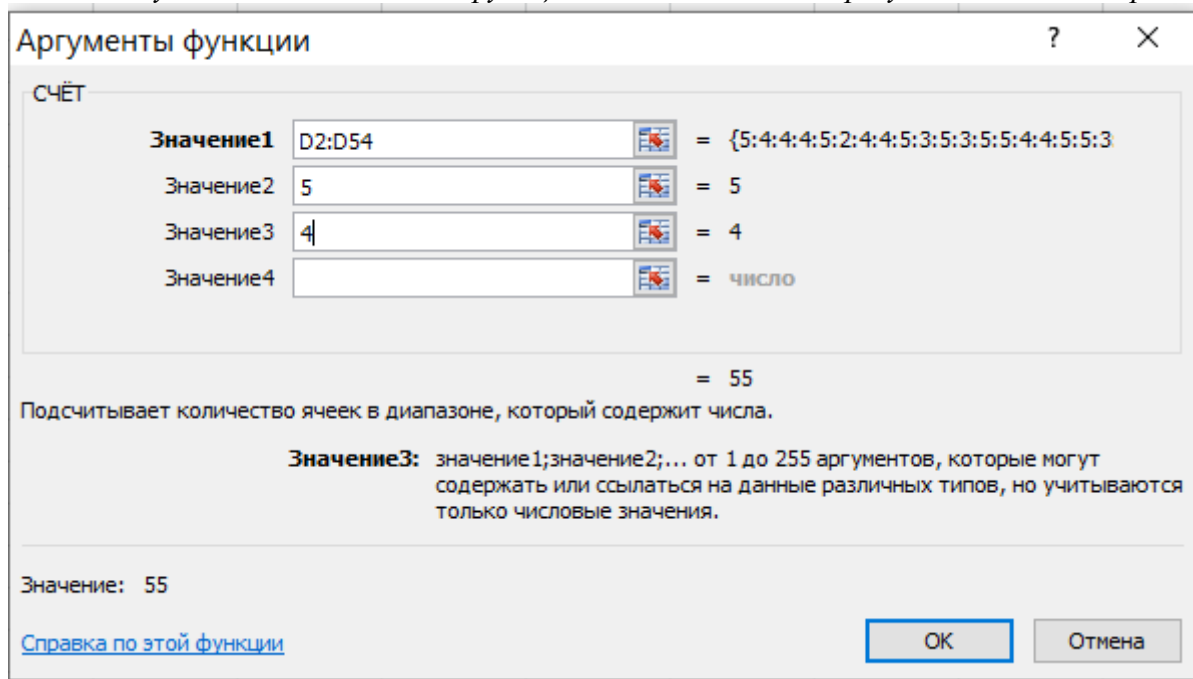 Аргументы функции ? ×
СЧЁТ
Значение1 D2:D54 = {5:4:4:4:5:2:4:4:5:3:5:3:5:5:4:4:5:5:3
Значение2 5 = 5
Значение3 4 = 4
Значение4 = число
= 55
Подсчитывает количество ячеек в диапазоне, который содержит числа.
Значение3: значение1;значение2;... от 1 до 255 аргументов, которые могут
содержать или ссылаться на данные различных типов, но учитываются
только числовые значения.
Значение: 55
Справка по этой функции OK Отмена